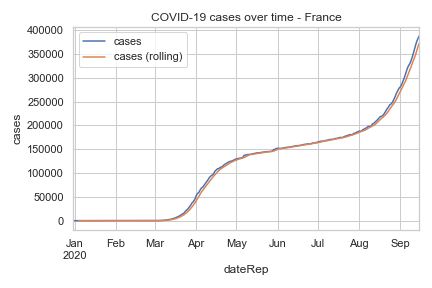 COVID-19 cases over time - France
cases
cases (rolling)
400000
350000
300000
250000
200000
150000
100000
50000
0
cases
Jan Feb Mar Apr May Jun Jul Aug Sep
2020
dateRep